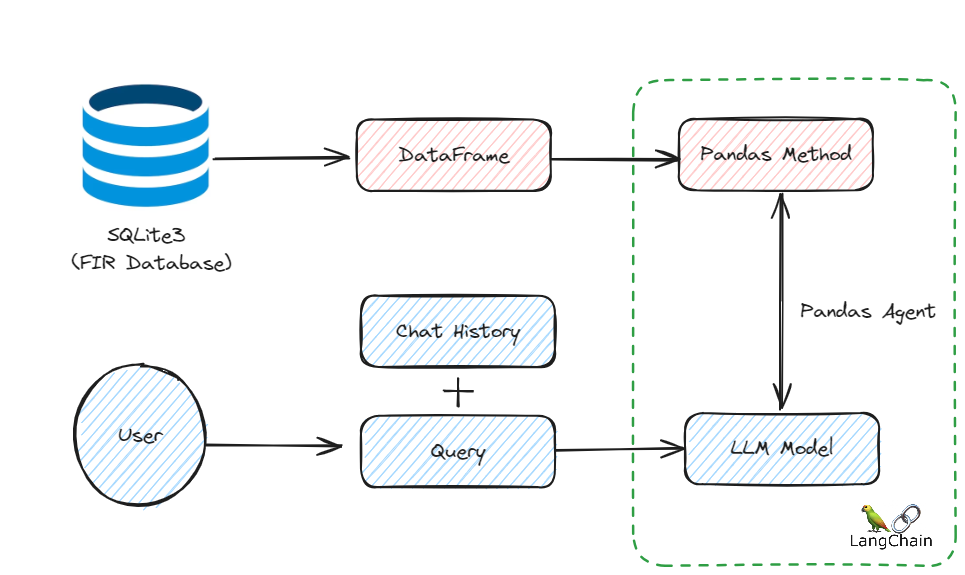 DataFrame
Pandas Method
SQLite3
(FIR Database)
Chat History
+
Pandas Agent
User
Query
LLM Model
LangChain